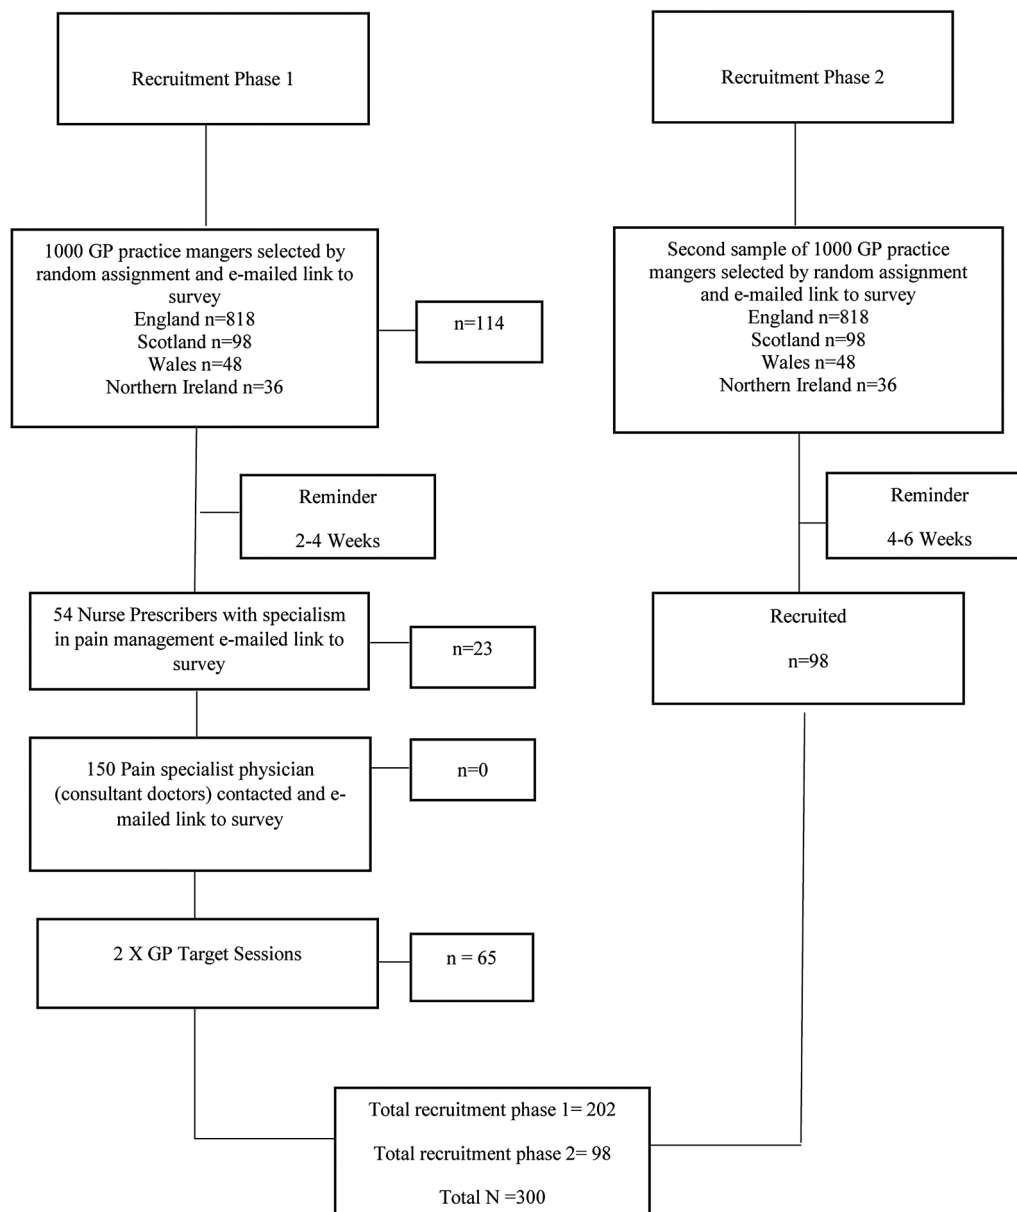 Recruitment Phase 1
1000 GP practice mangers selected by
random assignment and e-mailed link to
survey
England n=818
Scotland n=98
Wales n=48
Northern Ireland n=36
n=114
Reminder
2-4 Weeks
54 Nurse Prescribers with specialism
in pain management e-mailed link to
survey
n=23
150 Pain specialist physician
(consultant doctors) contacted and e-
mailed link to survey
n=0
2 X GP Target Sessions
n = 65
Recruitment Phase 2
Second sample of 1000 GP practice
mangers selected by random assignment
and e-mailed link to survey
England n=818
Scotland n=98
Wales n=48
Northern Ireland n=36
Reminder
4-6 Weeks
Recruited
n=98
Total recruitment phase 1= 202
Total recruitment phase 2= 98
Total N =300